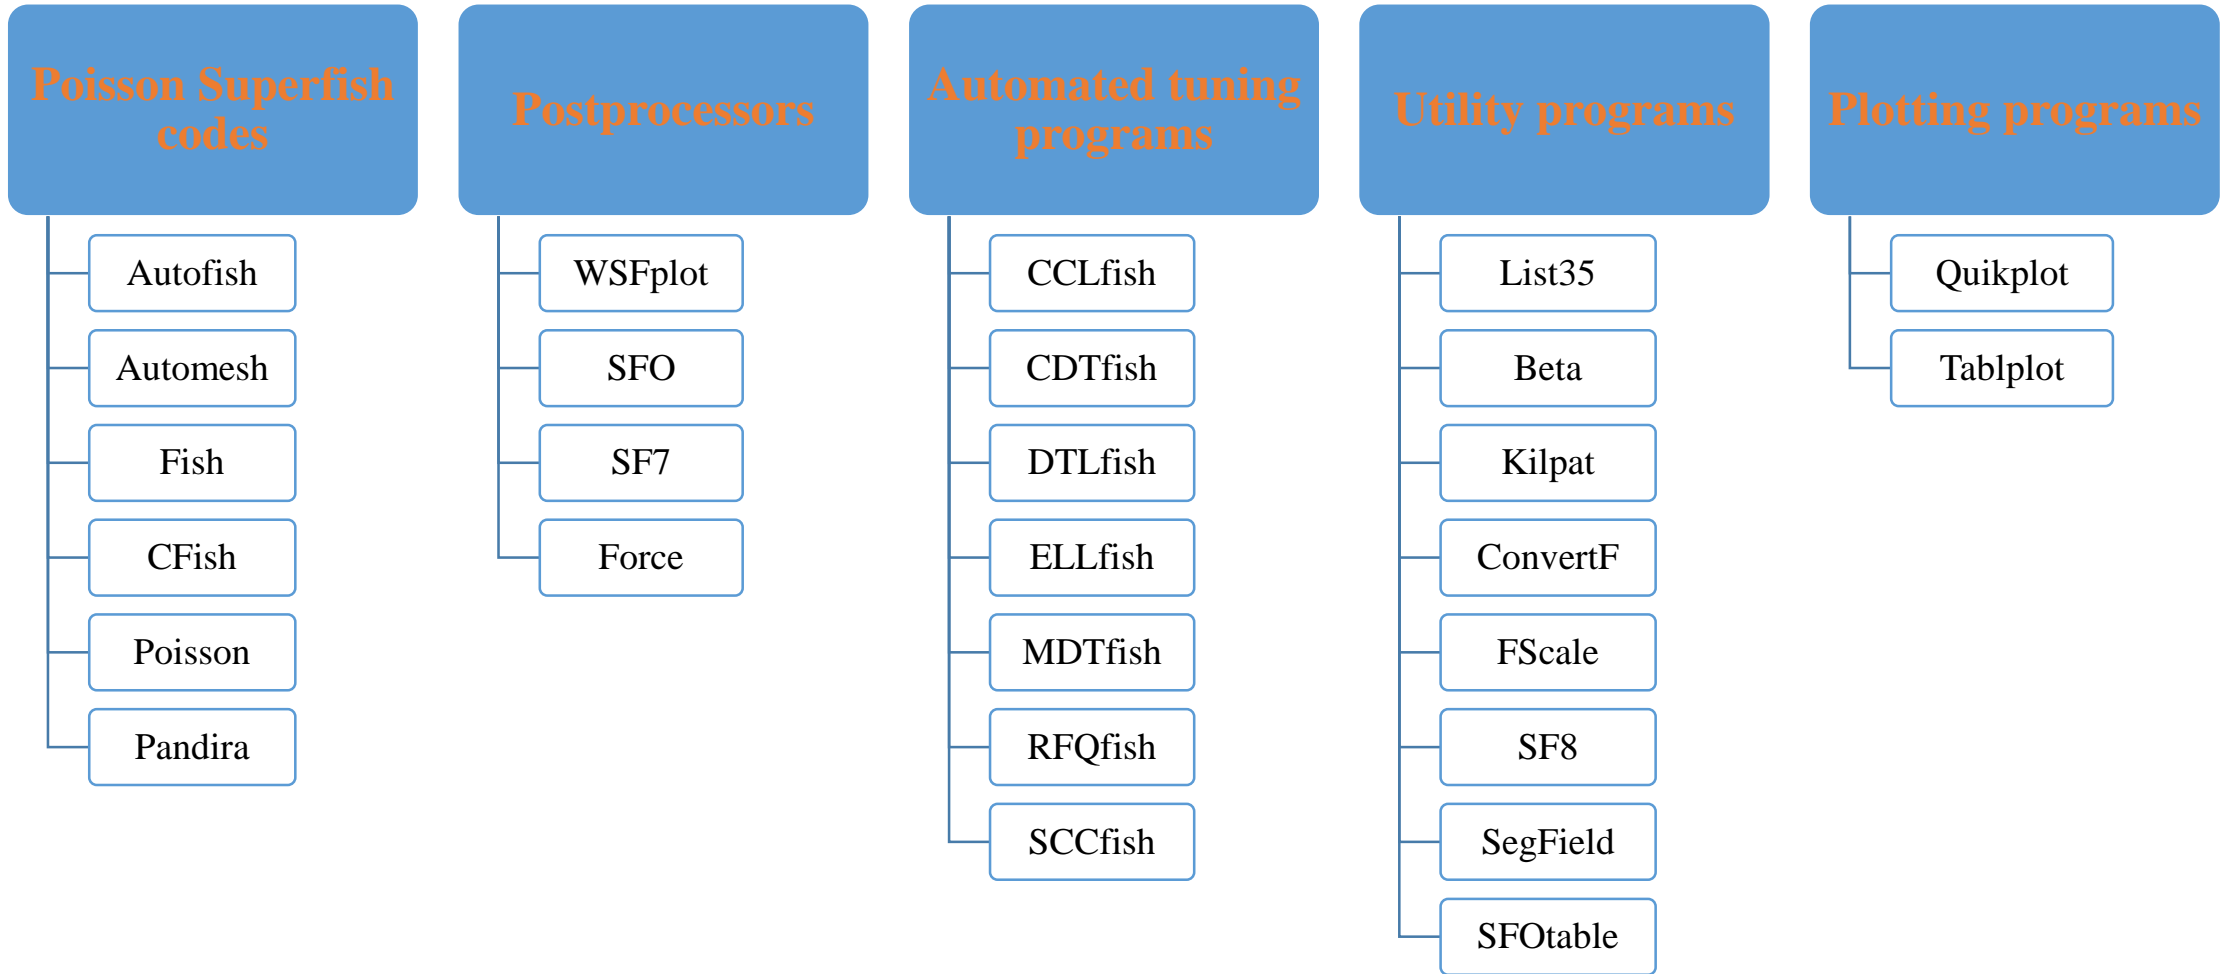 Poisson Superfish
codes
Autofish
Automesh
Fish
CFish
Poisson
Pandira
Postprocessors
WSFplot
SFO
SF7
Force
Automated tuning
programs
CCLfish
CDTfish
DTLfish
ELLfish
MDTfish
RFQfish
SCCfish
Utility programs
List35
Beta
Kilpat
ConvertF
FScale
SF8
SegField
SFOtable
Plotting programs
Quikplot
Tablplot